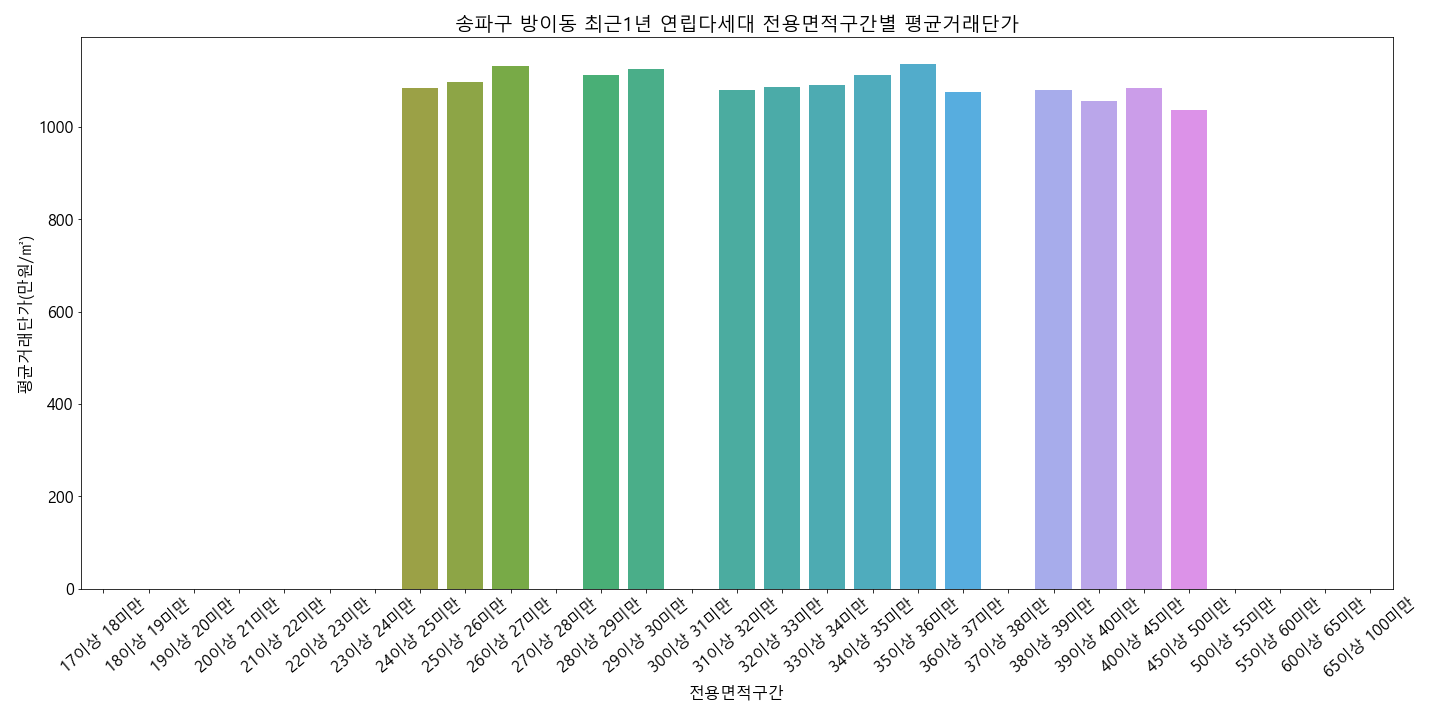 송파구 방이동 최근1년 연립다세대 전용면적구간별 평균거래단가
평균거래단가(만원/㎡)
1000
800
600
400
200
0
17이상 18미만
18이상 19미만
19이상 20미만
20이상 21미만
21이상 22미만
22이상 23미만
23이상 24미만
24이상 25미만
25이상 26미만
26이상 27미만
27이상 28미만
28이상 29미만
29이상 30미만
30이상 31미만
31이상 32미만
32이상 33미만
33이상 34미만
34이상 35미만
35이상 36미만
36이상 37미만
37이상 38미만
38이상 39미만
39이상 40미만
40이상 45미만
45이상 50미만
50이상 55미만
55이상 60미만
60이상 65미만
65이상 100미만
전용면적구간